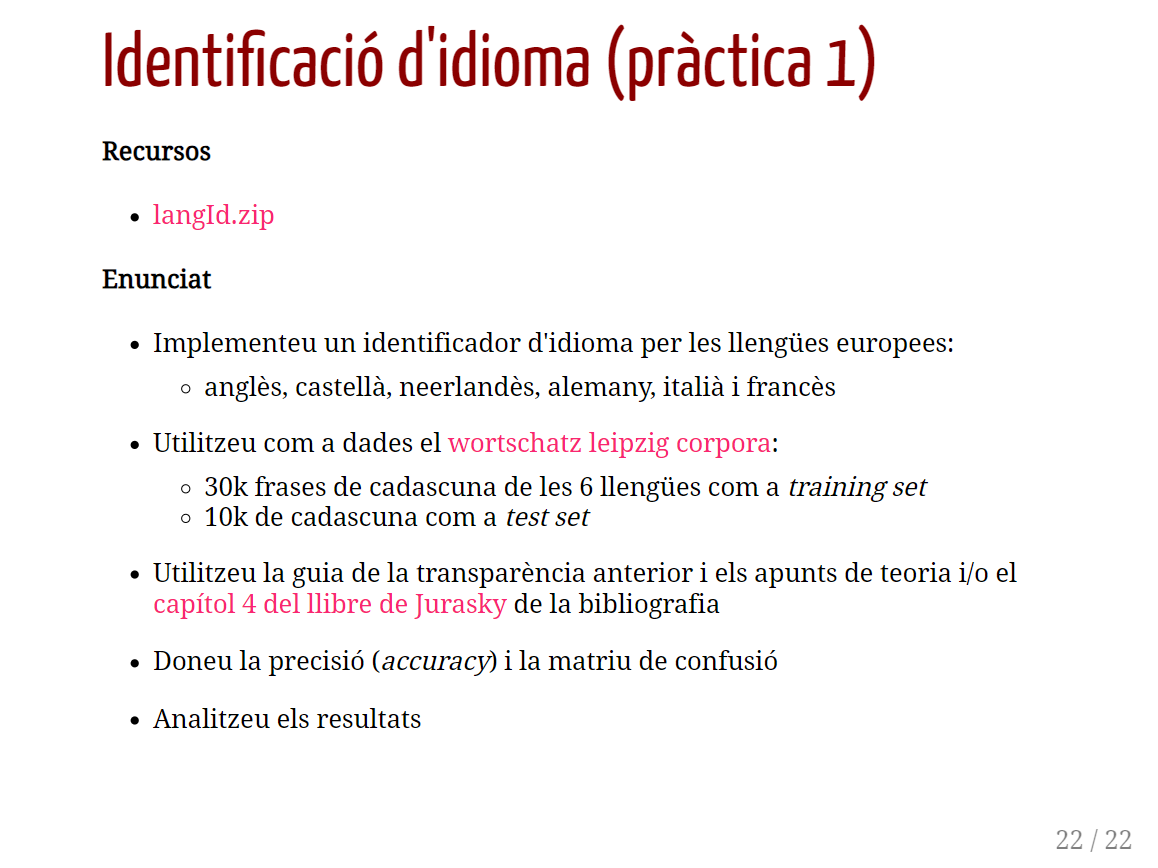 Identificació d'idioma (pràctica 1)
Recursos
• langId.zip
Enunciat
• Implementeu un identificador d'idioma per les llengües europees:
◦ anglès, castellà, neerlandès, alemany, italià i francès
• Utilitzeu com a dades el wortschatz leipzig corpora:
◦ 30k frases de cadascuna de les 6 llengües com a training set
◦ 10k de cadascuna com a test set
• Utilitzeu la guia de la transparència anterior i els apunts de teoria i/o el
capítol 4 del llibre de Jurasky de la bibliografia
• Doneu la precisió (accuracy) i la matriu de confusió
• Analitzeu els resultats
22 / 22